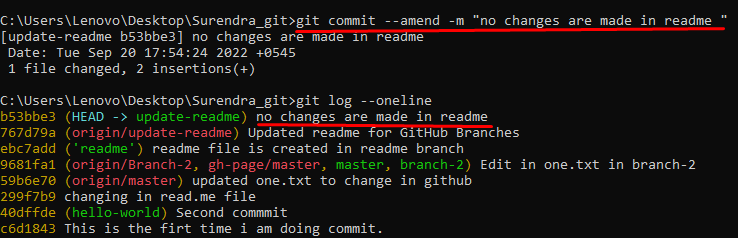 C:\Users\Lenovo\Desktop\Surendra_git>git commit --amend -m "no changes are made in readme "
[update-readme b53bbe3] no changes are made in readme
 Date: Tue Sep 20 17:54:24 2022 +0545
 1 file changed, 2 insertions(+)
C:\Users\Lenovo\Desktop\Surendra_git>git log --oneline
b53bbe3 (HEAD -> update-readme) no changes are made in readme
767d79a (origin/update-readme) Updated readme for GitHub Branches
ebc7add ('readme') readme file is created in readme branch
9681fa1 (origin/Branch-2, gh-page/master, master, branch-2) Edit in one.txt in branch-2
59b6e70 (origin/master) updated one.txt to change in github
299f7b9 changing in read.me file
40dffde (hello-world) Second commmit
c6d1843 This is the firt time i am doing commit.